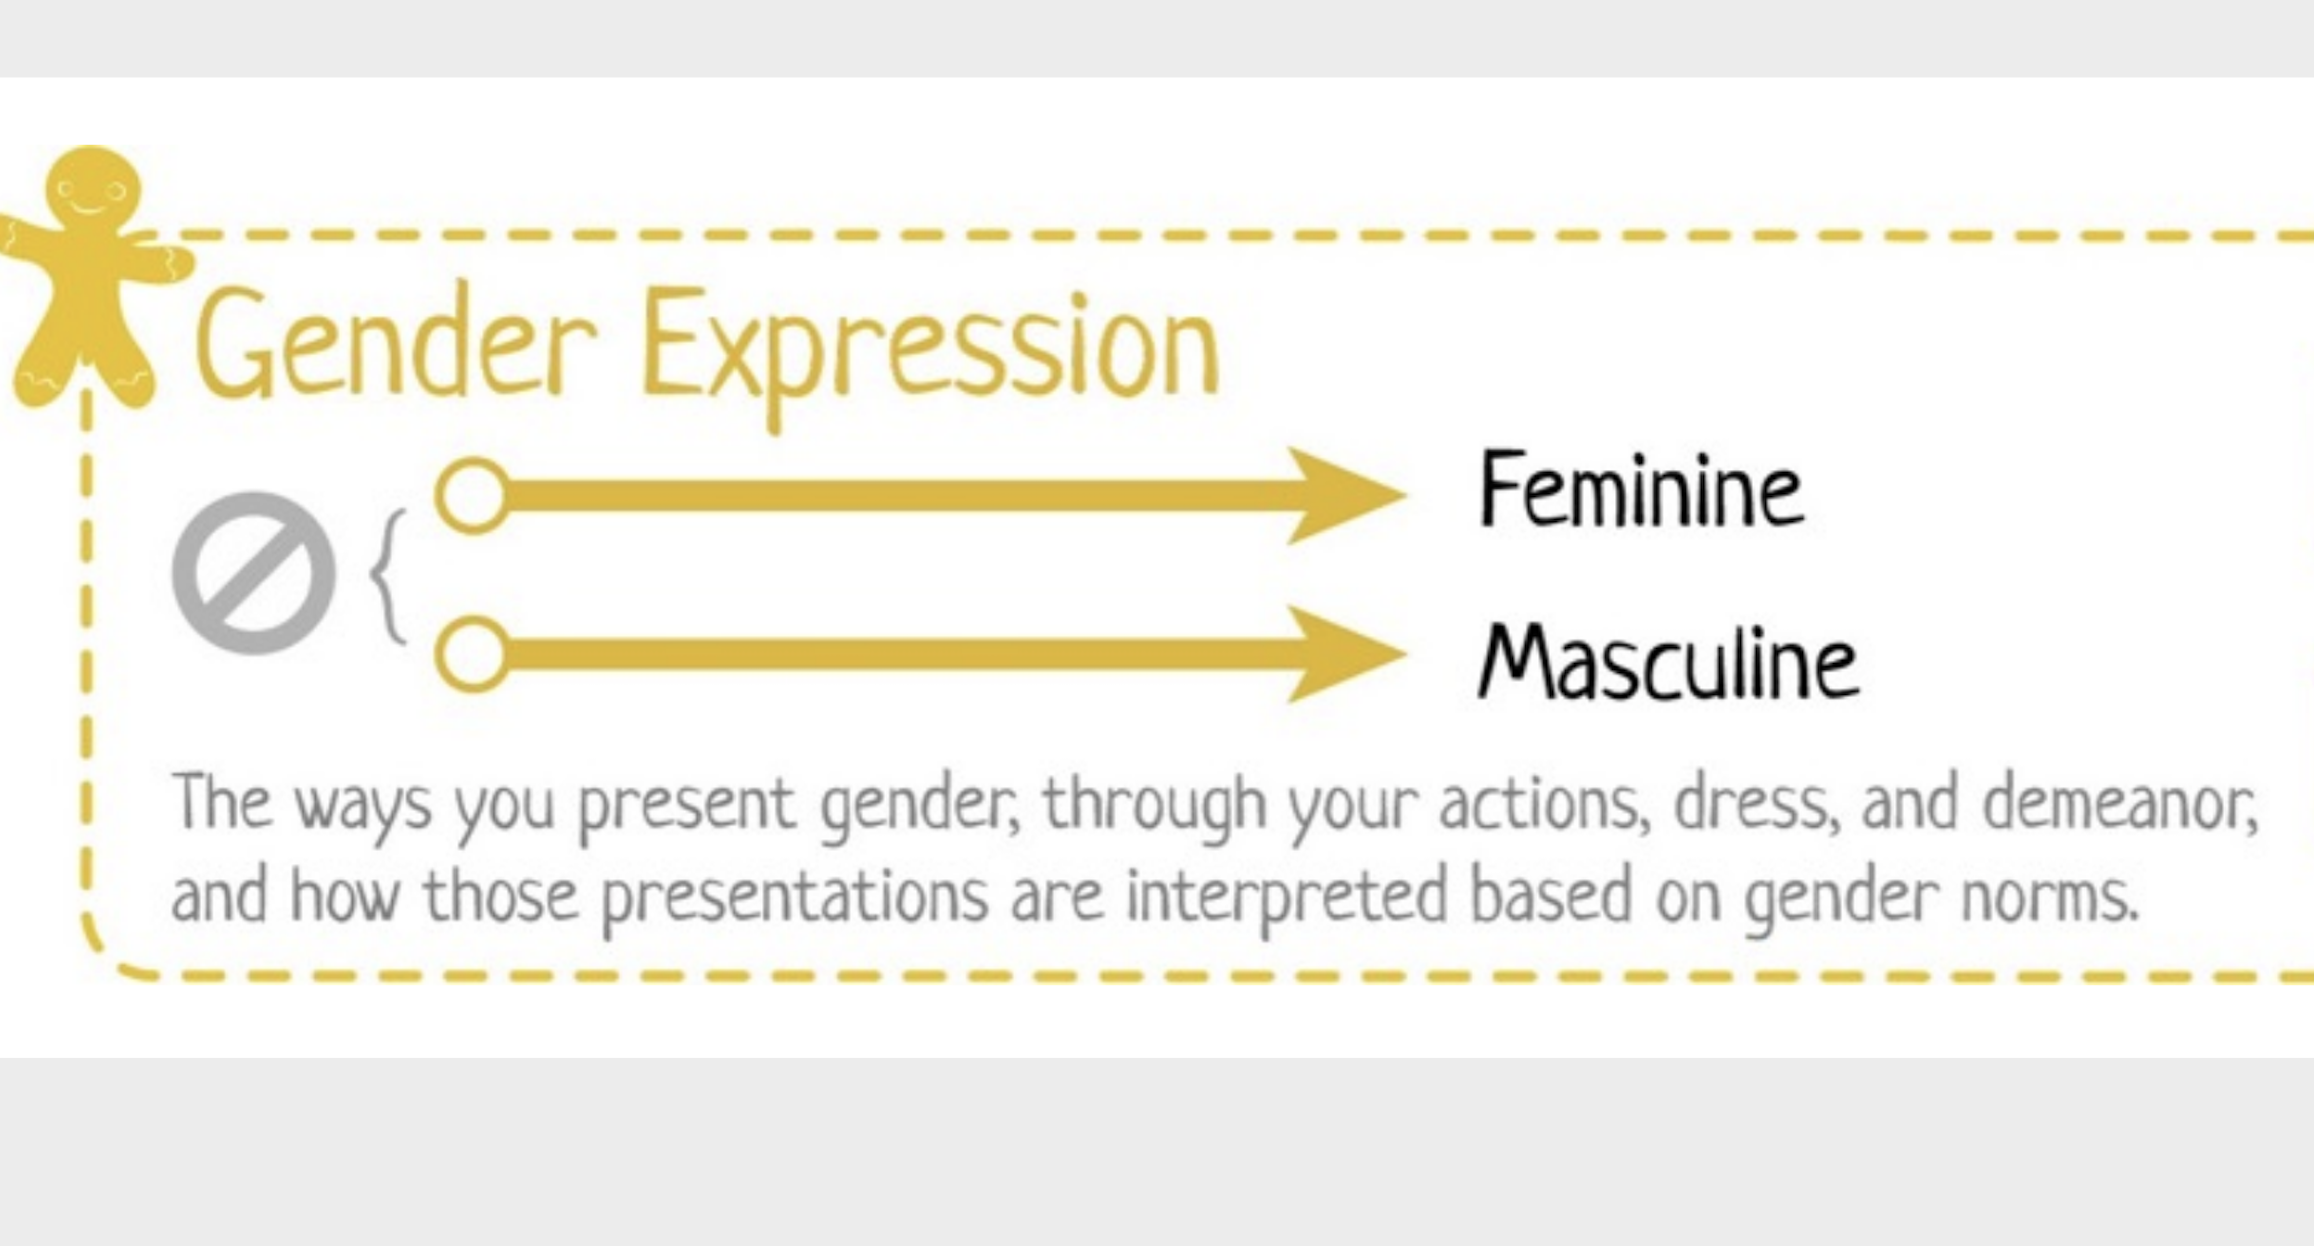 Gender Expression
Feminine
Masculine
The ways you present gender, through your actions, dress, and demeanor,
and how those presentations are interpreted based on gender norms.